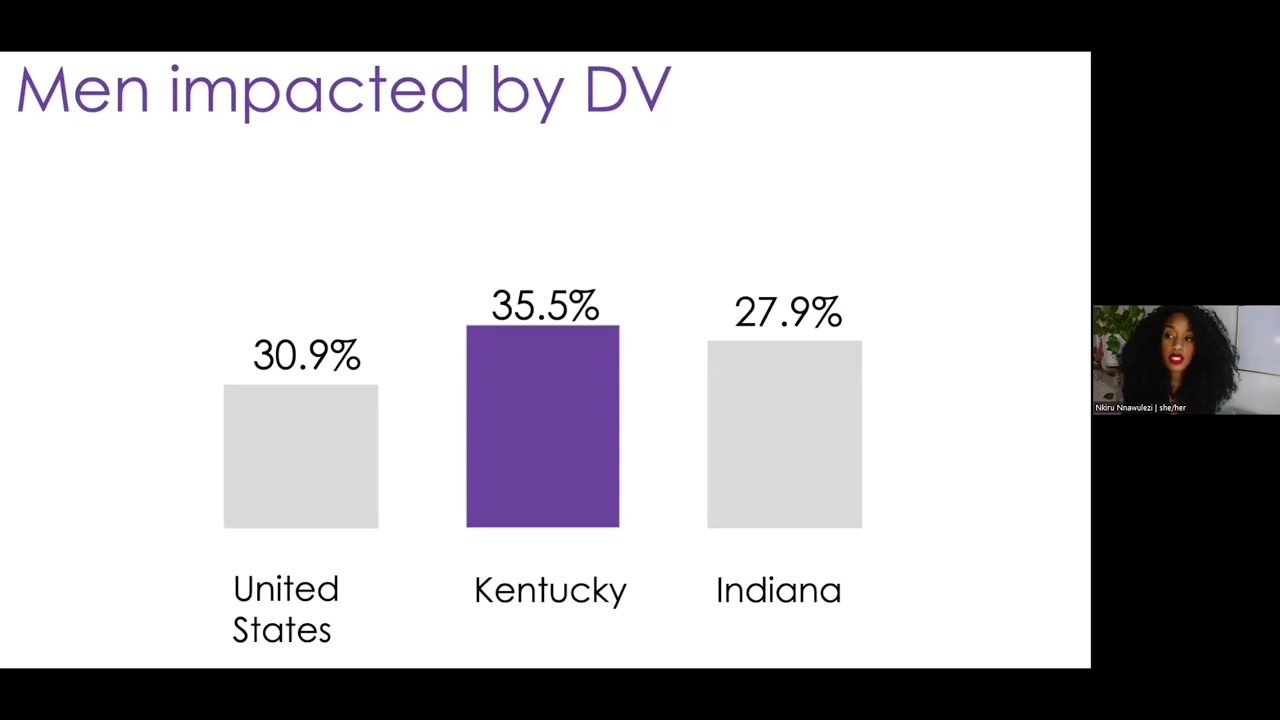 Men impacted by DV
30.9%
35.5%
27.9%
United
States
Kentucky
Indiana
Nkiru Nnawulezi | she/her